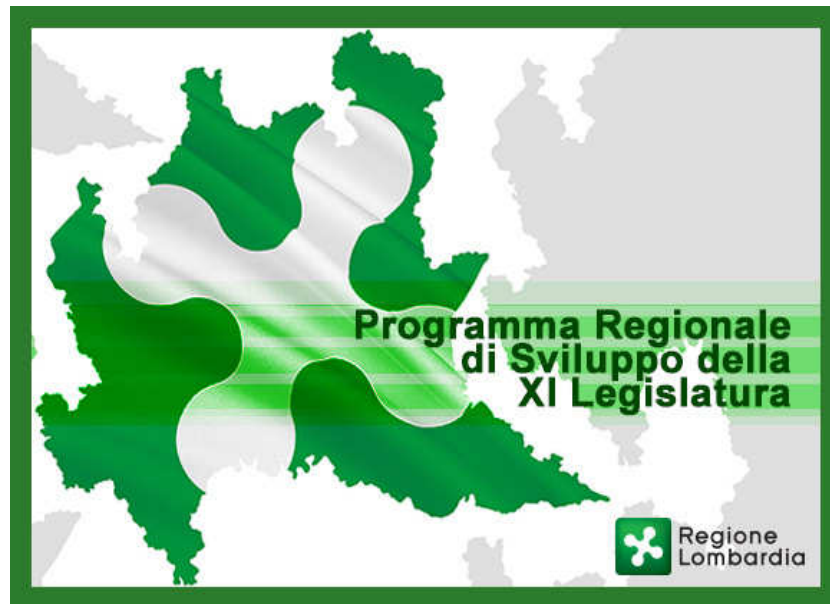 Programma Regionale
di Sviluppo della
XI Legislatura
Regione
Lombardia